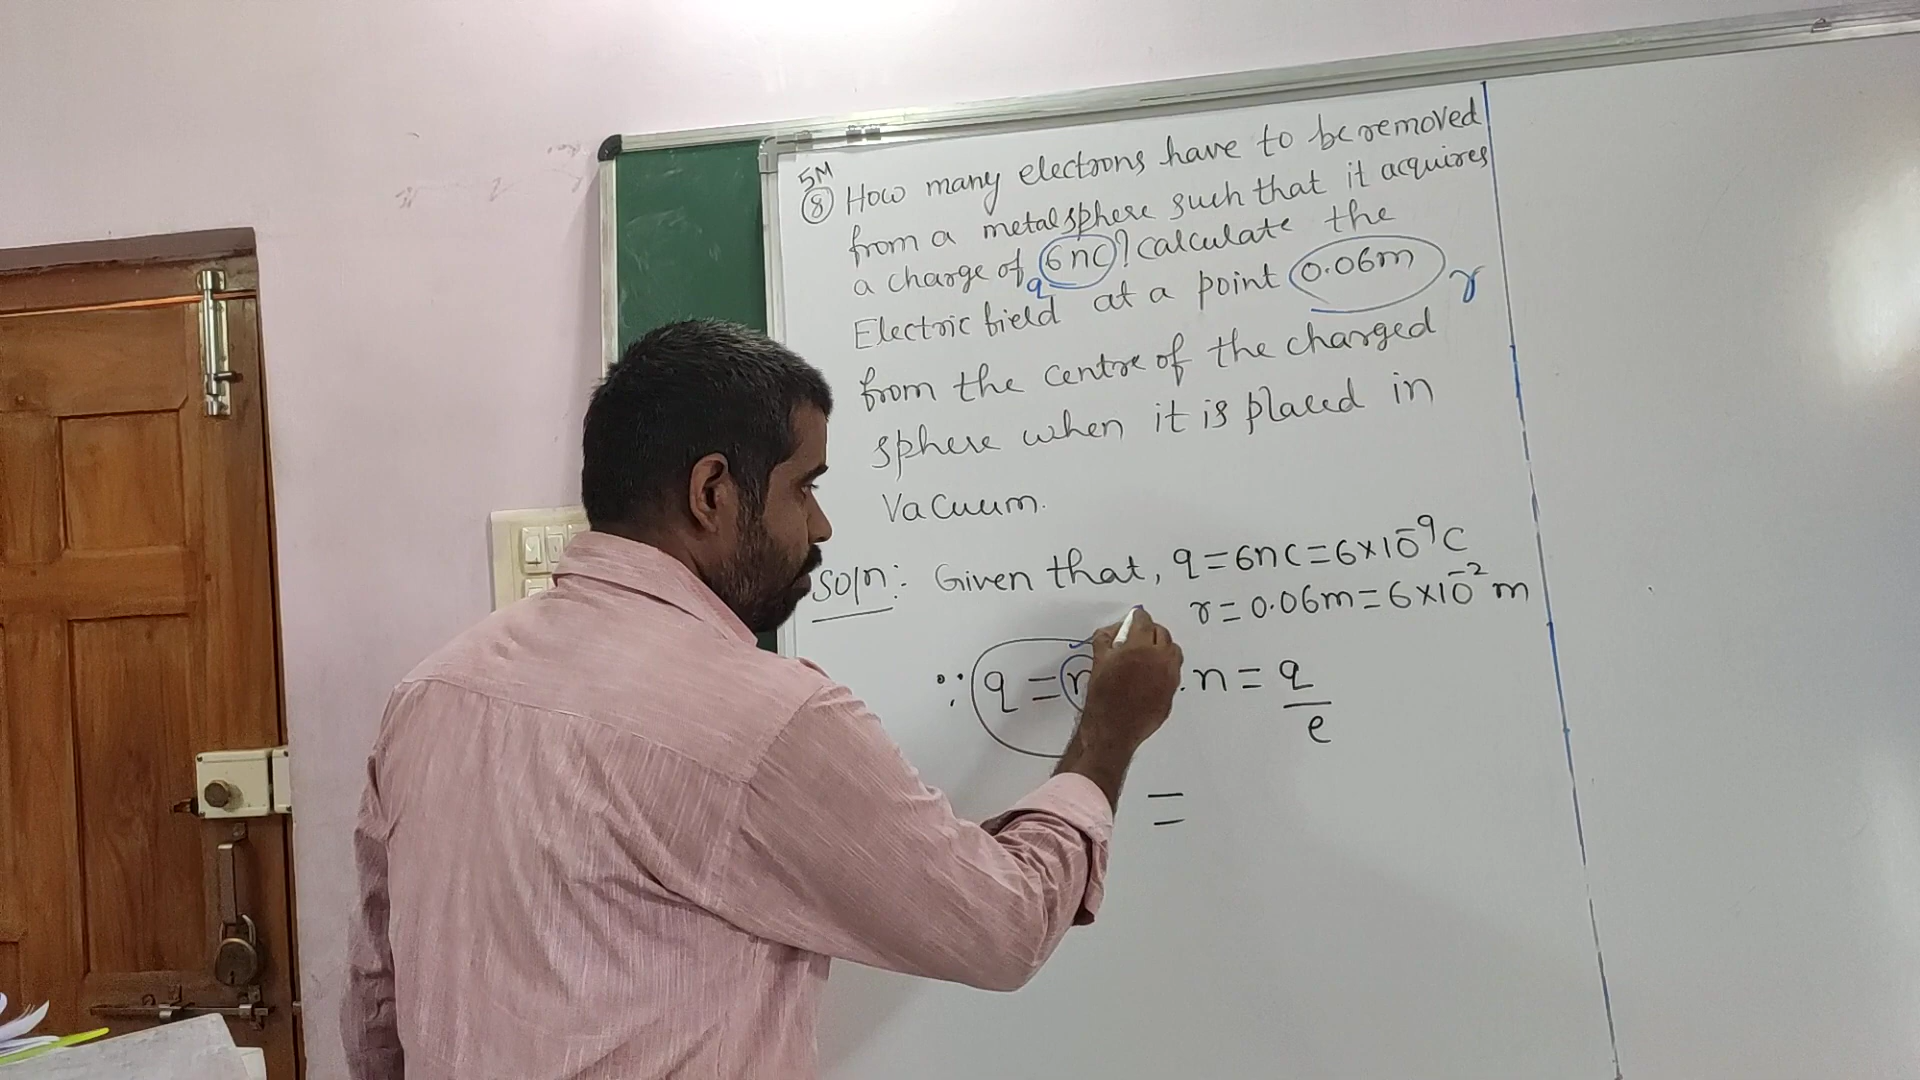 5M
⑧ How many electrons have to be removed
from a metal sphere such that it acquires
a charge of 6nC? calculate the
q
Electric field at a point 0.06m r
from the centre of the charged
sphere when it is placed in
Vacuum.
Soln: Given that, q = 6nC = 6×10⁻⁹C
r = 0.06m = 6×10⁻² m
∵ q = n n = q/e
=